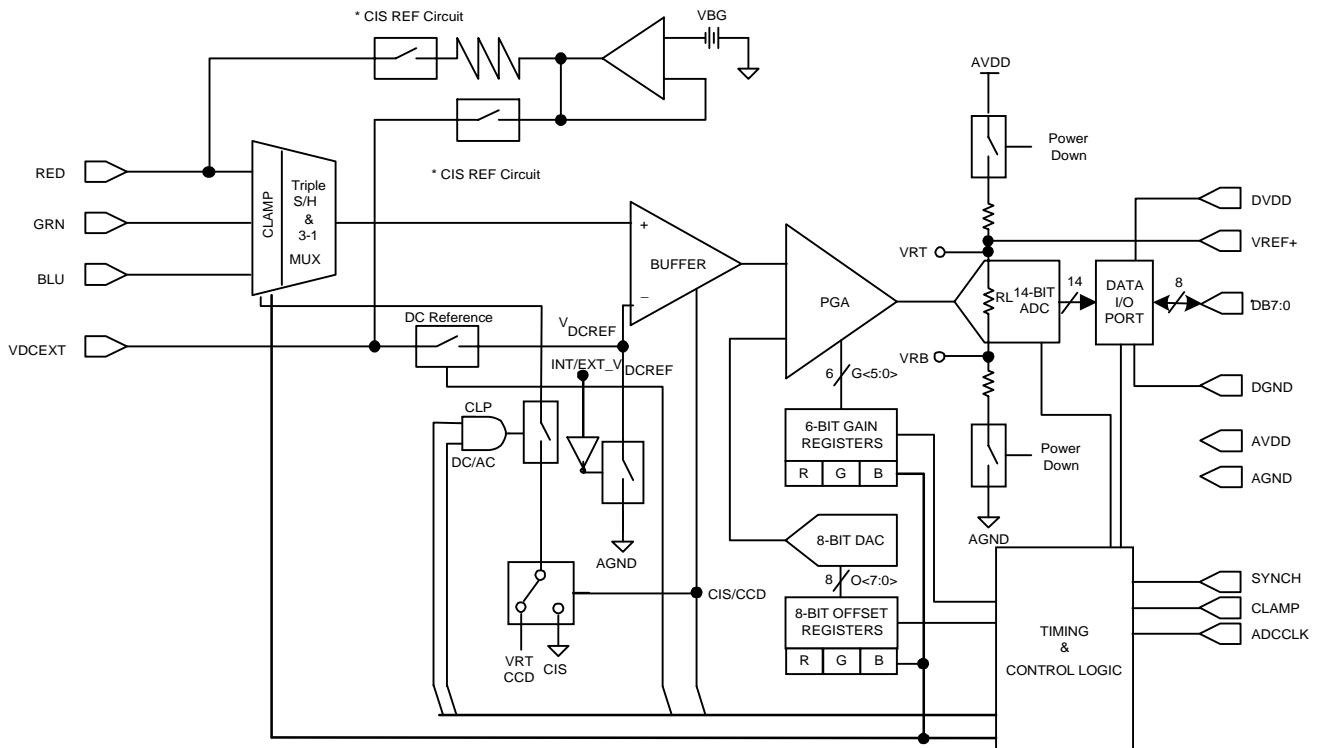 * CIS REF Circuit
VBG
AVDD
Power
Down
* CIS REF Circuit
RED
GRN
BLU
VDCEXT
CLAMP
Triple
S/H
&
3-1
MUX
DC Reference
VDCREF
INT/EXT_VDCREF
+
BUFFER
–
PGA
VRT
VRB
RL
14-BIT
ADC
14
DATA
I/O
PORT
8
DVDD
VREF+
DB7:0
DGND
AVDD
AGND
CLP
DC/AC
AGND
6
G<5:0>
6-BIT GAIN
REGISTERS
R G B
Power
Down
AGND
8-BIT DAC
8
O<7:0>
8-BIT OFFSET
REGISTERS
R G B
CIS/CCD
VRT
CCD
CIS
TIMING
&
CONTROL LOGIC
SYNCH
CLAMP
ADCCLK